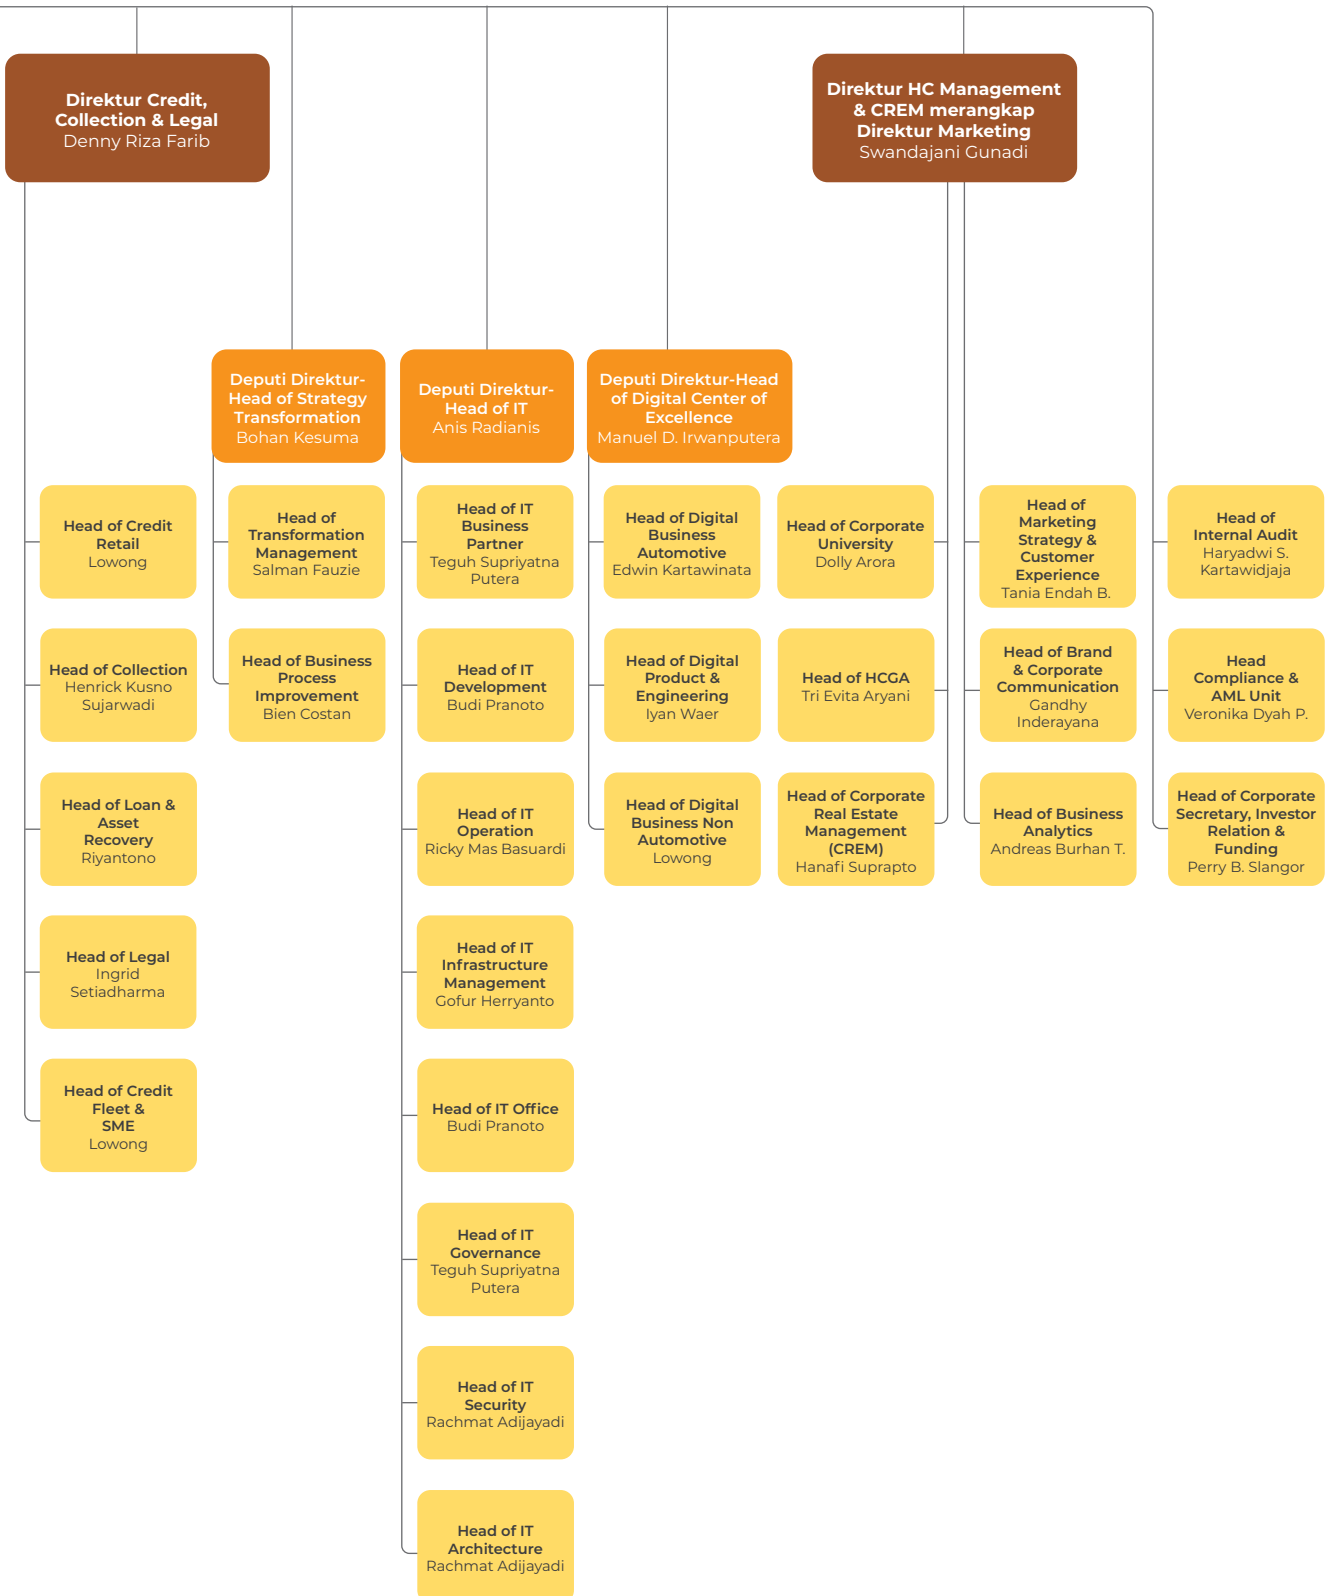 Direktur Credit,
Collection & Legal
Denny Riza Farib
Direktur HC Management
& CREM merangkap
Direktur Marketing
Swandajani Gunadi
Deputi Direktur-
Head of Strategy
Transformation
Bohan Kesuma
Deputi Direktur-
Head of IT
Anis Radianis
Deputi Direktur-Head
of Digital Center of
Excellence
Manuel D. Irwanputera
Head of Credit
Retail
Lowong
Head of Collection
Henrick Kusno
Sujarwadi
Head of Loan &
Asset
Recovery
Riyantono
Head of Legal
Ingrid
Setiadharma
Head of Credit
Fleet &
SME
Lowong
Head of
Transformation
Management
Salman Fauzie
Head of Business
Process
Improvement
Bien Costan
Head of IT
Business
Partner
Teguh Supriyatna
Putera
Head of IT
Development
Budi Pranoto
Head of IT
Operation
Ricky Mas Basuardi
Head of IT
Infrastructure
Management
Gofur Herryanto
Head of IT Office
Budi Pranoto
Head of IT
Governance
Teguh Supriyatna
Putera
Head of IT
Security
Rachmat Adijayadi
Head of IT
Architecture
Rachmat Adijayadi
Head of Digital
Business
Automotive
Edwin Kartawinata
Head of Digital
Product &
Engineering
Iyan Waer
Head of Digital
Business Non
Automotive
Lowong
Head of Corporate
University
Dolly Arora
Head of HCGA
Tri Evita Aryani
Head of Corporate
Real Estate
Management
(CREM)
Hanafi Suprapto
Head of
Marketing
Strategy &
Customer
Experience
Tania Endah B.
Head of Brand
& Corporate
Communication
Gandhy
Inderayana
Head of Business
Analytics
Andreas Burhan T.
Head of
Internal Audit
Haryadwi S.
Kartawidjaja
Head
Compliance &
AML Unit
Veronika Dyah P.
Head of Corporate
Secretary, Investor
Relation &
Funding
Perry B. Slangor